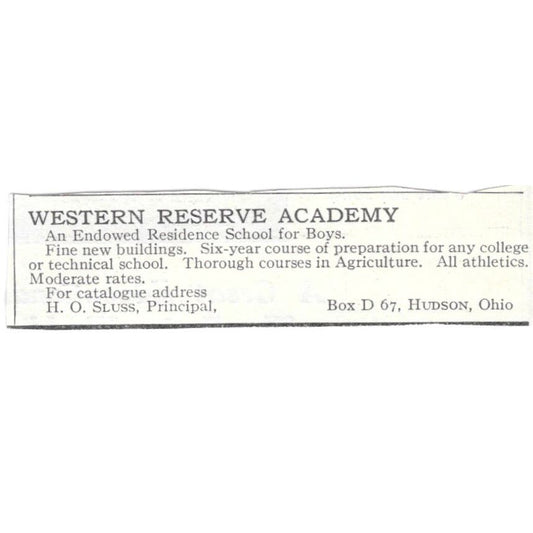 WESTERN RESERVE ACADEMY
An Endowed Residence School for Boys.
Fine new buildings. Six-year course of preparation for any college
or technical school. Thorough courses in Agriculture. All athletics.
Moderate rates.
For catalogue address
H. O. SLUSS, Principal, Box D 67, HUDSON, Ohio